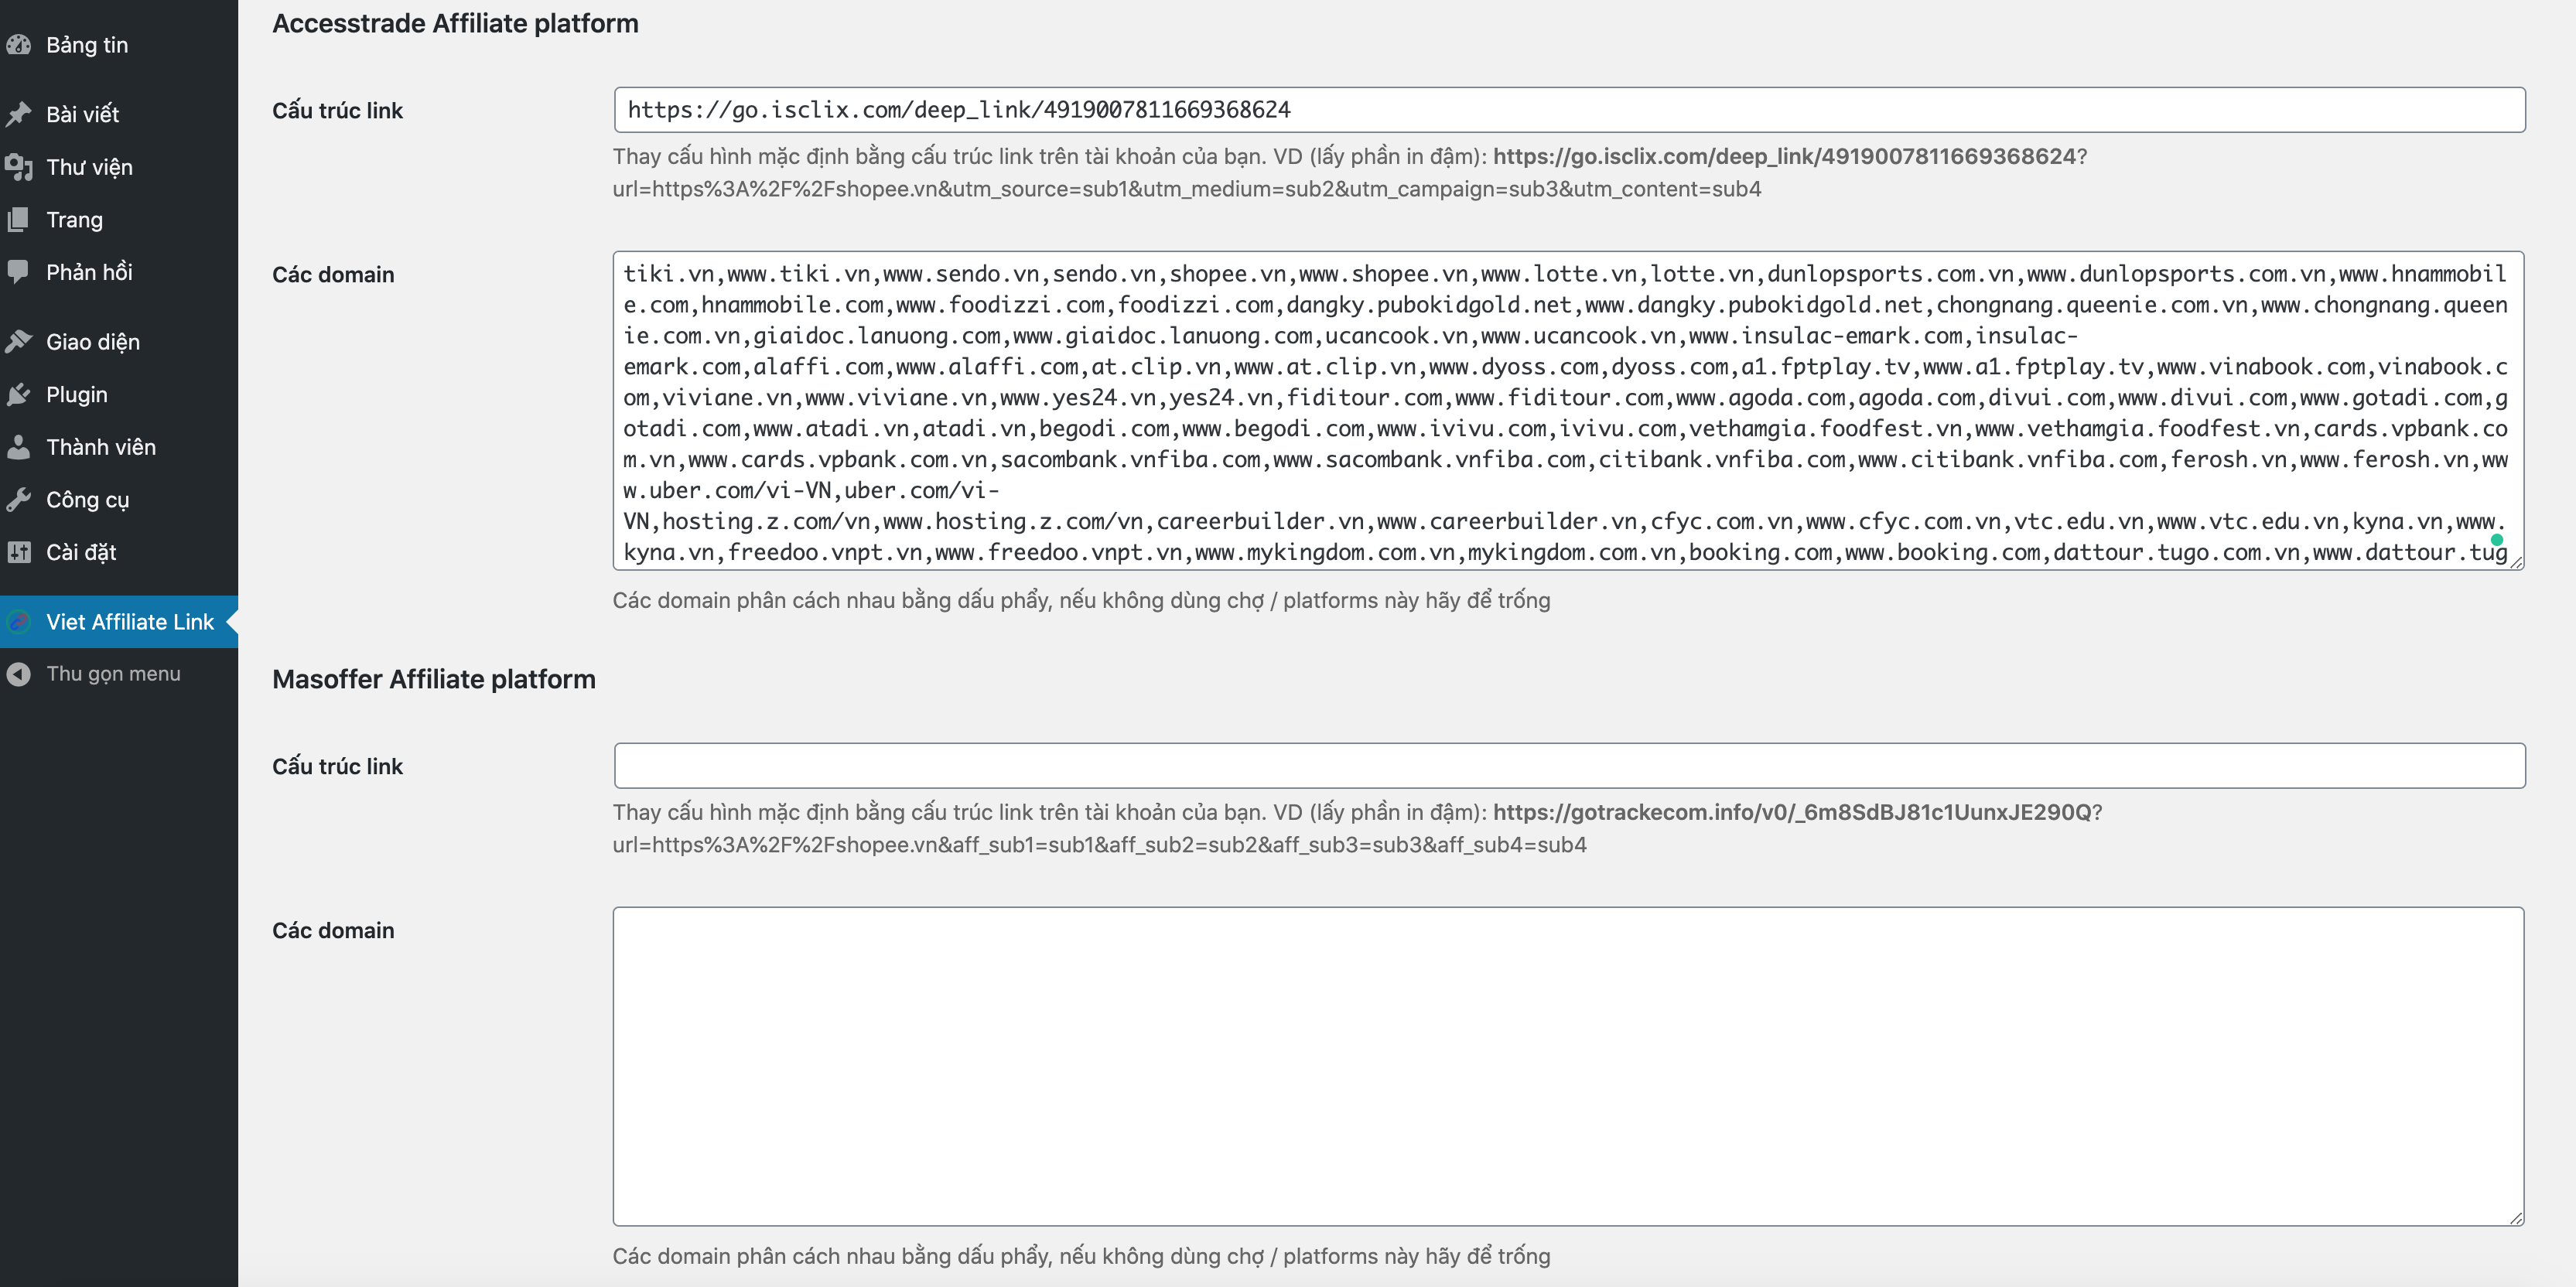 Bảng tin
Bài viết
Thư viện
Trang
Phản hồi
Giao diện
Plugin
Thành viên
Công cụ
Cài đặt
Viet Affiliate Link
Thu gọn menu
Accesstrade Affiliate platform
Cấu trúc link
https://go.isclix.com/deep_link/4919007811669368624
Thay cấu hình mặc định bằng cấu trúc link trên tài khoản của bạn. VD (lấy phần in đậm): https://go.isclix.com/deep_link/4919007811669368624?
url=https%3A%2F%2Fshopee.vn&utm_source=sub1&utm_medium=sub2&utm_campaign=sub3&utm_content=sub4
Các domain
tiki.vn,www.tiki.vn,www.sendo.vn,sendo.vn,shopee.vn,www.shopee.vn,www.lotte.vn,lotte.vn,dunlopsports.com.vn,www.dunlopsports.com.vn,www.hnammobil
e.com,hnammobile.com,www.foodizzi.com,foodizzi.com,dangky.pubokidgold.net,www.dangky.pubokidgold.net,chongnang.queenie.com.vn,www.chongnang.queen
ie.com.vn,giaidoc.lanuong.com,www.giaidoc.lanuong.com,ucancook.vn,www.ucancook.vn,www.insulac-emark.com,insulac-
emark.com,alaffi.com,www.alaffi.com,at.clip.vn,www.at.clip.vn,www.dyoss.com,dyoss.com,a1.fptplay.tv,www.a1.fptplay.tv,www.vinabook.com,vinabook.c
om,viviane.vn,www.viviane.vn,www.yes24.vn,yes24.vn,fiditour.com,www.fiditour.com,www.agoda.com,agoda.com,divui.com,www.divui.com,www.gotadi.com,g
otadi.com,www.atadi.vn,atadi.vn,begodi.com,www.begodi.com,www.ivivu.com,ivivu.com,vethamgia.foodfest.vn,www.vethamgia.foodfest.vn,cards.vpbank.co
m.vn,www.cards.vpbank.com.vn,sacombank.vnfiba.com,www.sacombank.vnfiba.com,citibank.vnfiba.com,www.citibank.vnfiba.com,ferosh.vn,www.ferosh.vn,ww
w.uber.com/vi-VN,uber.com/vi-
VN,hosting.z.com/vn,www.hosting.z.com/vn,careerbuilder.vn,www.careerbuilder.vn,cfyc.com.vn,www.cfyc.com.vn,vtc.edu.vn,www.vtc.edu.vn,kyna.vn,www.
kyna.vn,freedoo.vnpt.vn,www.freedoo.vnpt.vn,www.mykingdom.com.vn,mykingdom.com.vn,booking.com,www.booking.com,dattour.tugo.com.vn,www.dattour.tug
Các domain phân cách nhau bằng dấu phẩy, nếu không dùng chợ / platforms này hãy để trống
Masoffer Affiliate platform
Cấu trúc link
Thay cấu hình mặc định bằng cấu trúc link trên tài khoản của bạn. VD (lấy phần in đậm): https://gotrackecom.info/v0/_6m8SdBJ81c1UunxJE290Q?
url=https%3A%2F%2Fshopee.vn&aff_sub1=sub1&aff_sub2=sub2&aff_sub3=sub3&aff_sub4=sub4
Các domain
Các domain phân cách nhau bằng dấu phẩy, nếu không dùng chợ / platforms này hãy để trống